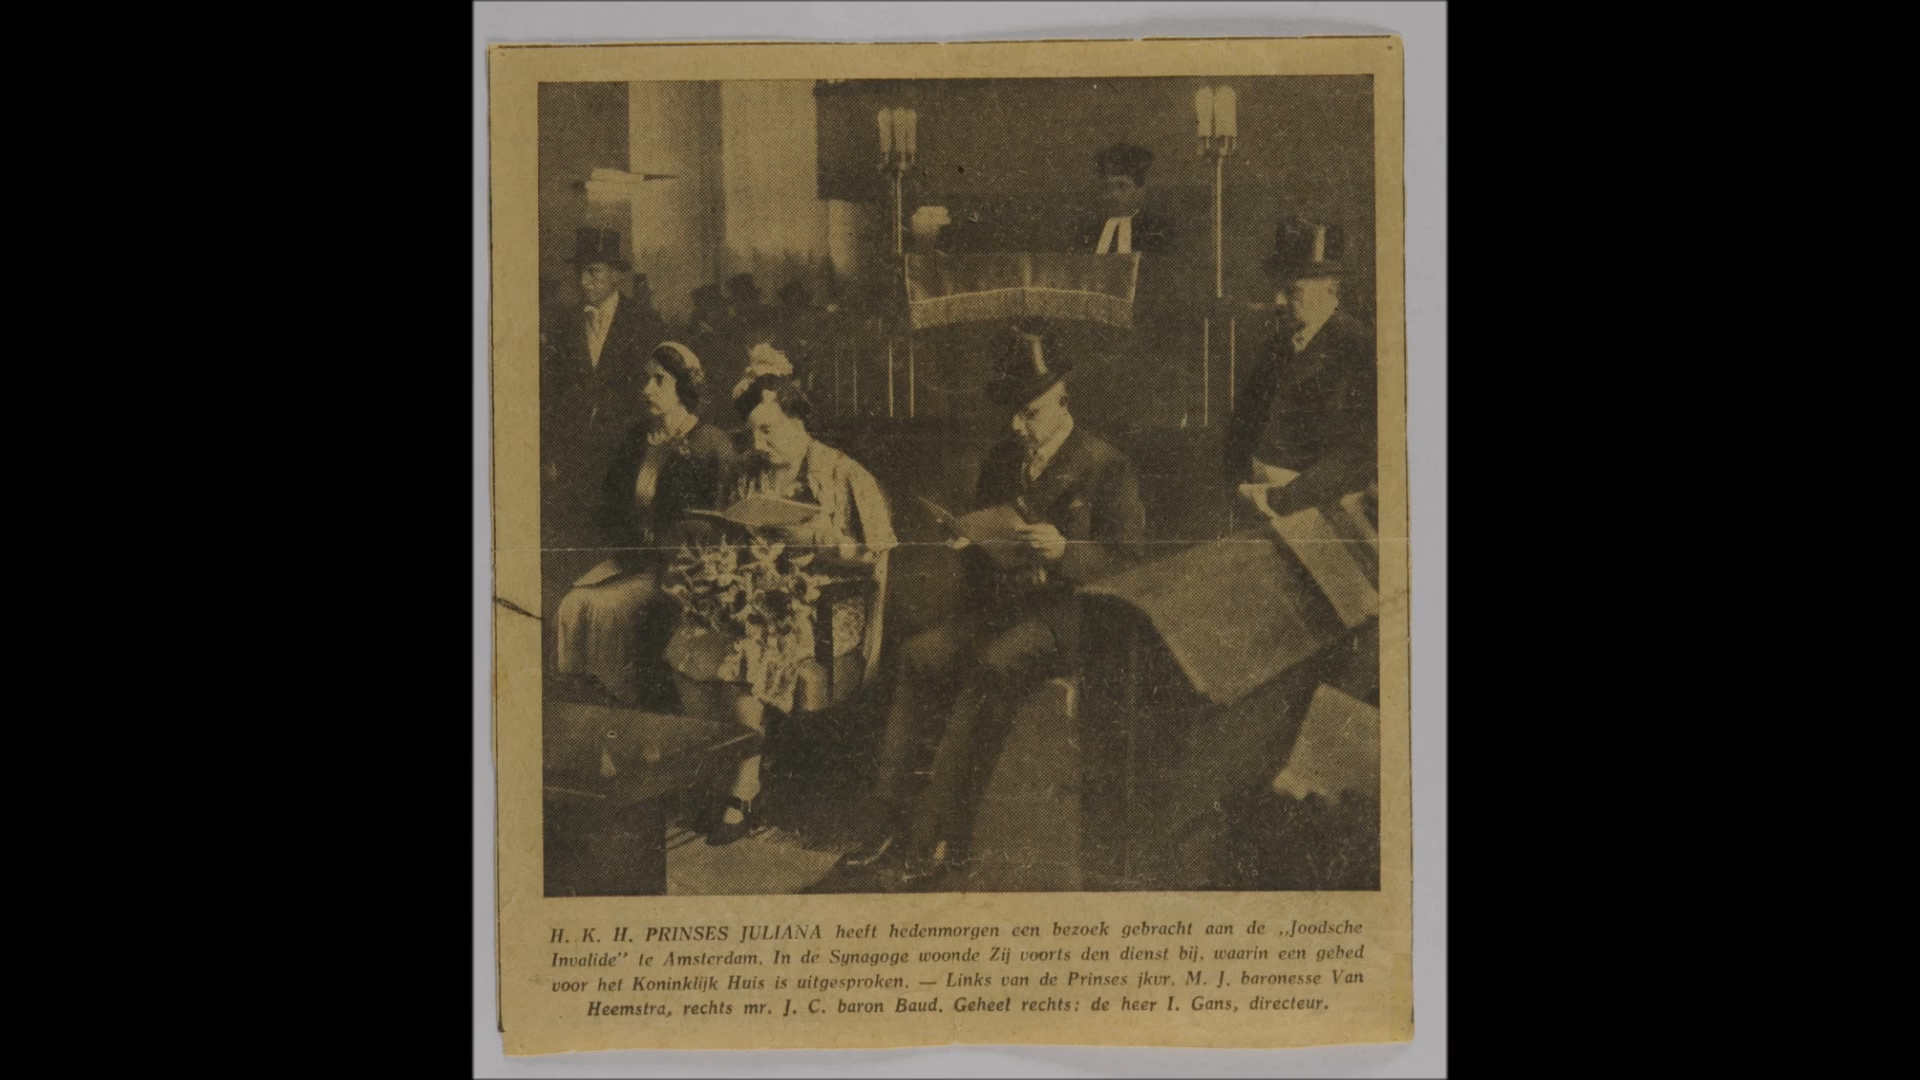 H. K. H. PRINSES JULIANA heeft hedenmorgen een bezoek gebracht aan de „Joodsche
Invalide” te Amsterdam. In de Synagoge woonde Zij voorts den dienst bij, waarin een gebed
voor het Koninklijk Huis is uitgesproken. — Links van de Prinses jkvr. M. J. baronesse Van
Heemstra, rechts mr. J. C. baron Baud. Geheel rechts: de heer I. Gans, directeur.